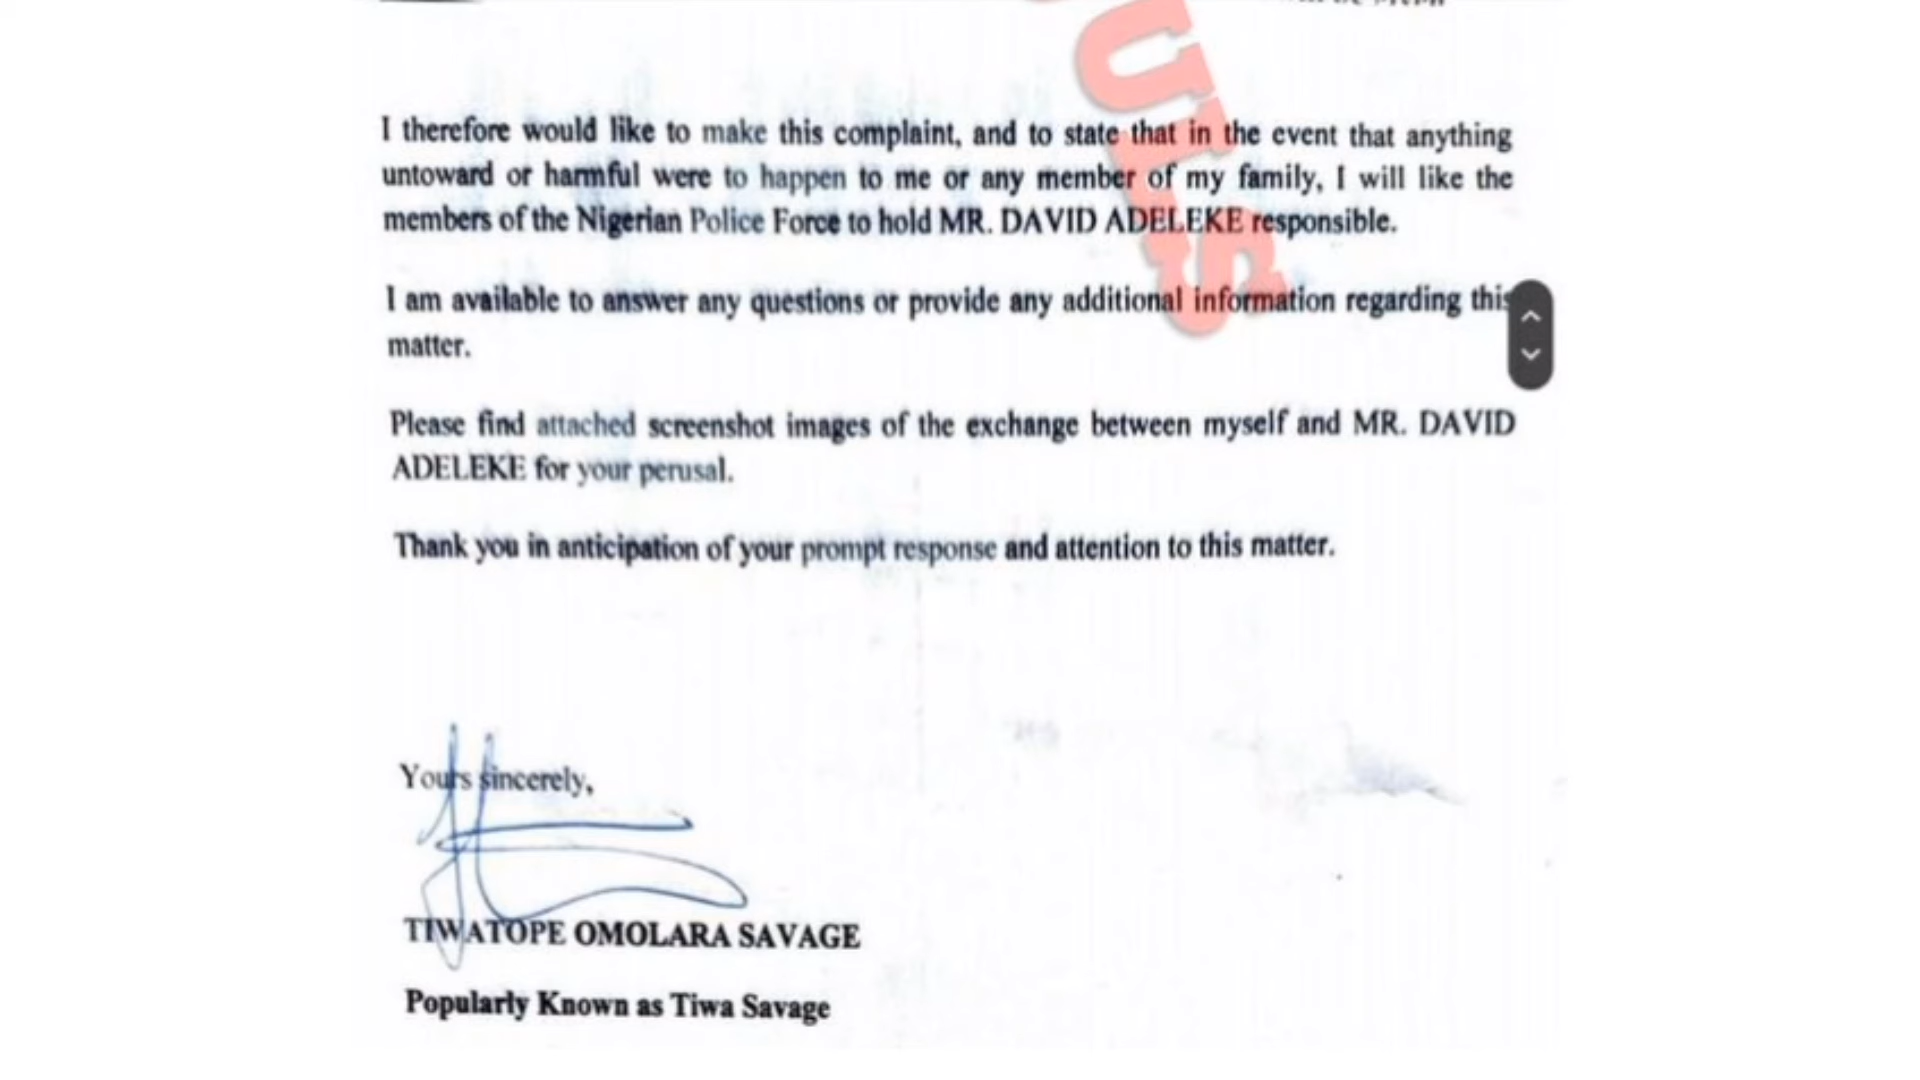 I therefore would like to make this complaint, and to state that in the event that anything
untoward or harmful were to happen to me or any member of my family, I will like the
members of the Nigerian Police Force to hold MR. DAVID ADELEKE responsible.
I am available to answer any questions or provide any additional information regarding this
matter.
Please find attached screenshot images of the exchange between myself and MR. DAVID
ADELEKE for your perusal.
Thank you in anticipation of your prompt response and attention to this matter.
Yours sincerely,
TIWATOPE OMOLARA SAVAGE
Popularly Known as Tiwa Savage